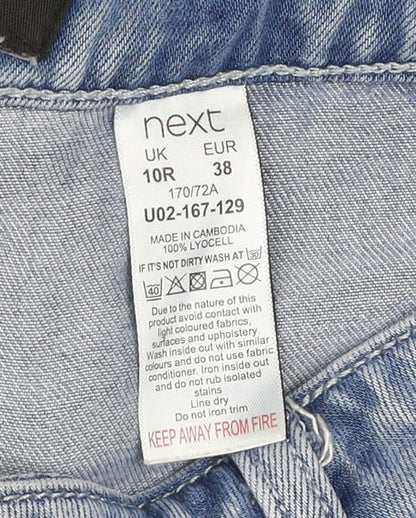 next
UK EUR
10R 38
170/72A
U02-167-129
MADE IN CAMBODIA
100% LYOCELL
IF IT'S NOT DIRTY WASH AT 30
40
Due to the nature of this
product avoid contact with
light coloured fabrics,
surfaces and upholstery.
Wash inside out with similar
colours and do not use fabric
conditioner. Iron inside out
and do not rub isolated
stains
Line dry
Do not iron trim
KEEP AWAY FROM FIRE